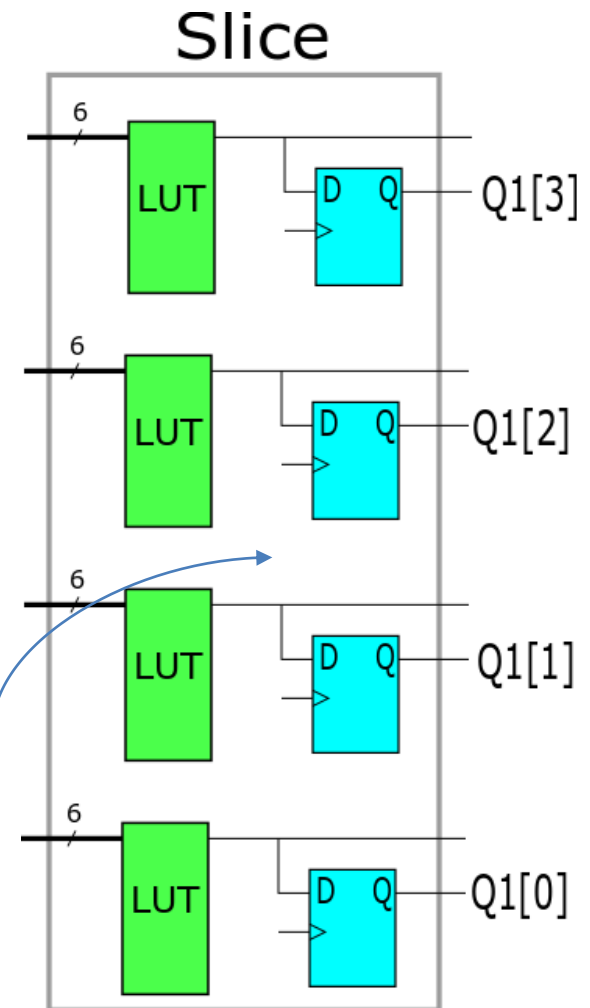 Slice
6
LUT
D Q
Q1[3]
6
LUT
D Q
Q1[2]
6
LUT
D Q
Q1[1]
6
LUT
D Q
Q1[0]